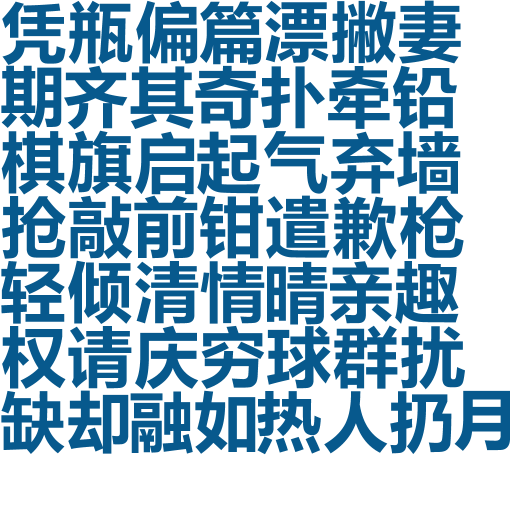 凭瓶偏篇漂撇妻
期齐其奇扑牵铅
棋旗启起气弃墙
抢敲前钳遣歉枪
轻倾清情晴亲趣
权请庆穷球群扰
缺却融如热人扔月